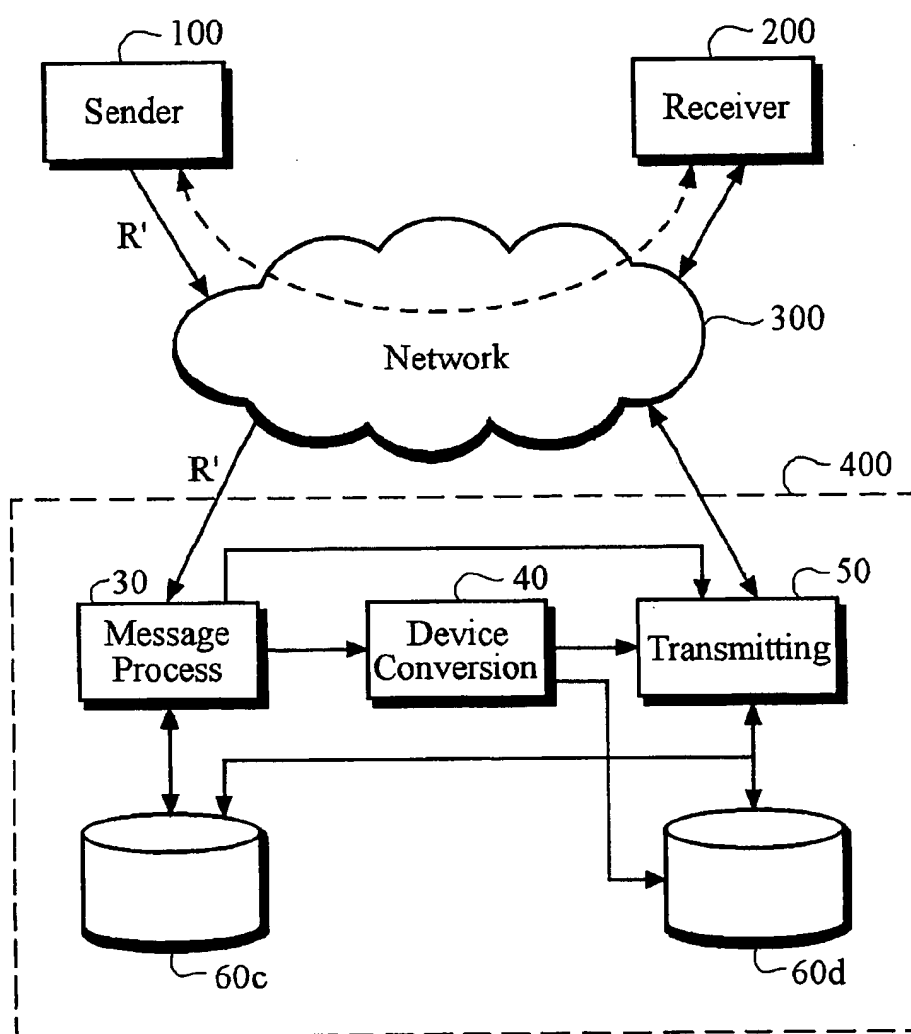 100
200
Sender
Receiver
R'
300
Network
R'
400
30
40
50
Message
Process
Device
Conversion
Transmitting
60c
60d